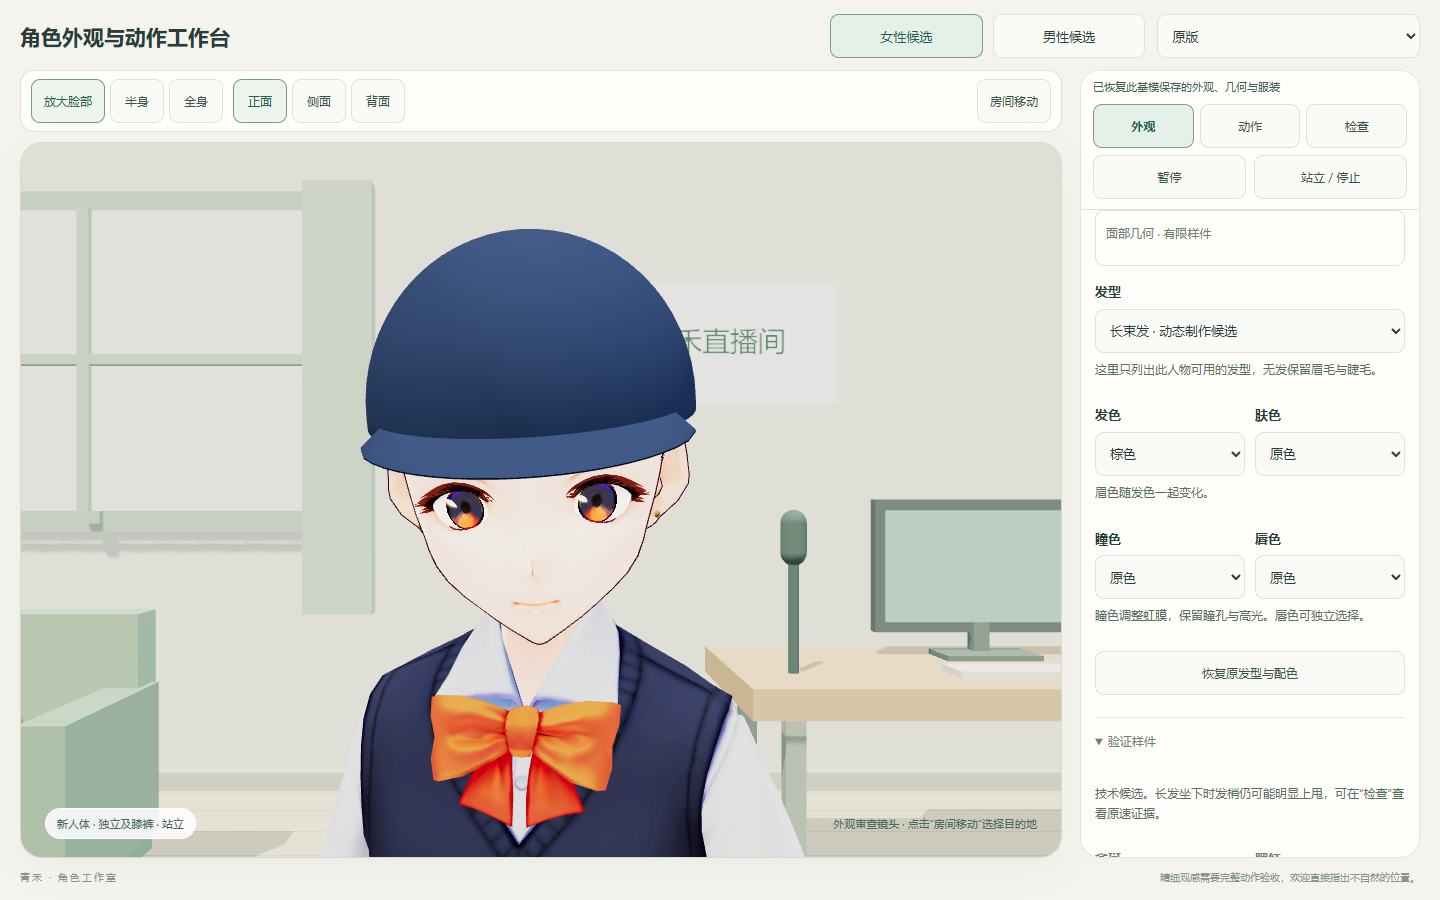 角色外观与动作工作台
女性候选
男性候选
原版
放大脸部
半身
全身
正面
侧面
背面
房间移动
已恢复此基模保存的外观、几何与服装
外观
动作
检查
暂停
站立 / 停止
面部几何 · 有限样件
发型
长束发 · 动态制作候选
这里只列出此人物可用的发型，无发保留眉毛与睫毛。
发色
肤色
棕色
原色
眉色随发色一起变化。
瞳色
唇色
原色
原色
瞳色调整虹膜，保留瞳孔与高光。唇色可独立选择。
恢复原发型与配色
▼ 验证样件
技术候选。长发坐下时发梢仍可能明显上甩，可在“检查”查
看原速证据。
禾直播间
新人体 · 独立及膝裤 · 站立
外观审查镜头 · 点击“房间移动”选择目的地
青禾 · 角色工作室
精细观感需要完整动作验收，欢迎直接指出不自然的位置。